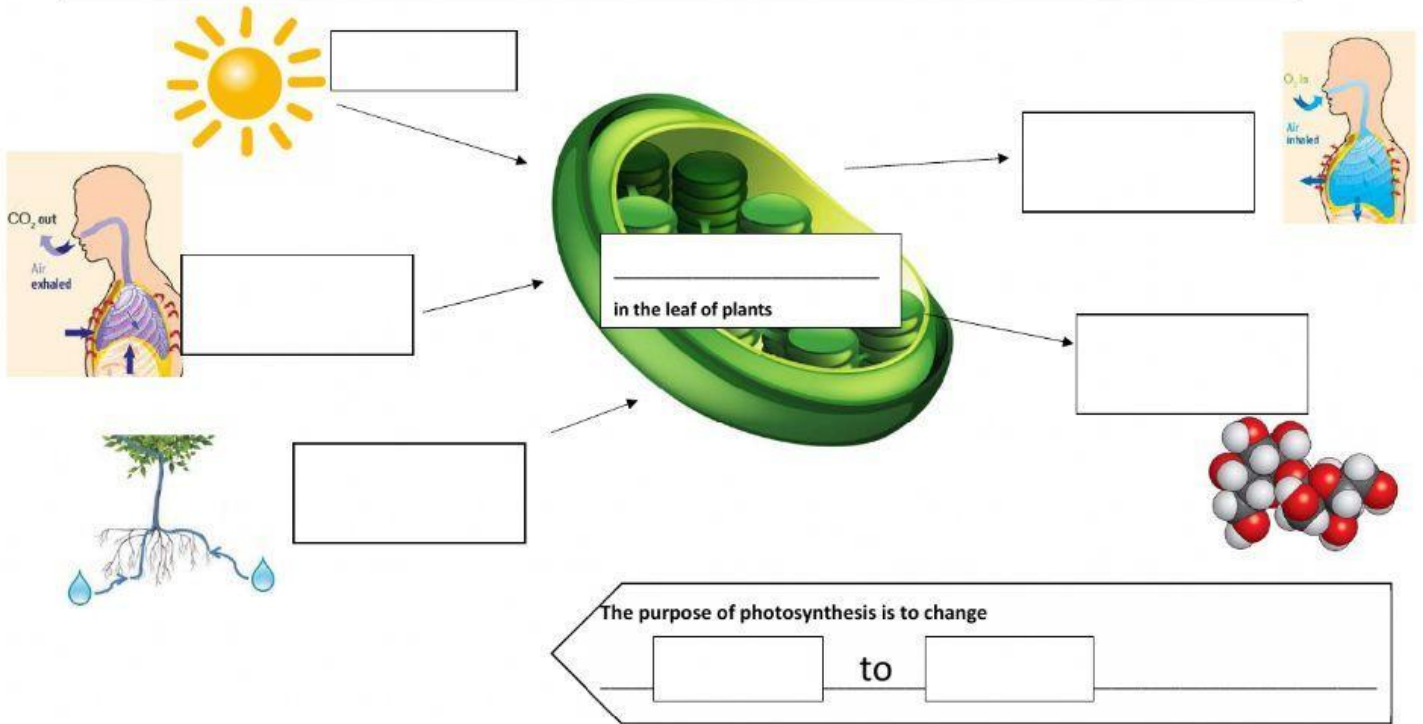 O₂ in
Air
inhaled
CO₂ out
Air
exhaled
in the leaf of plants
The purpose of photosynthesis is to change
to